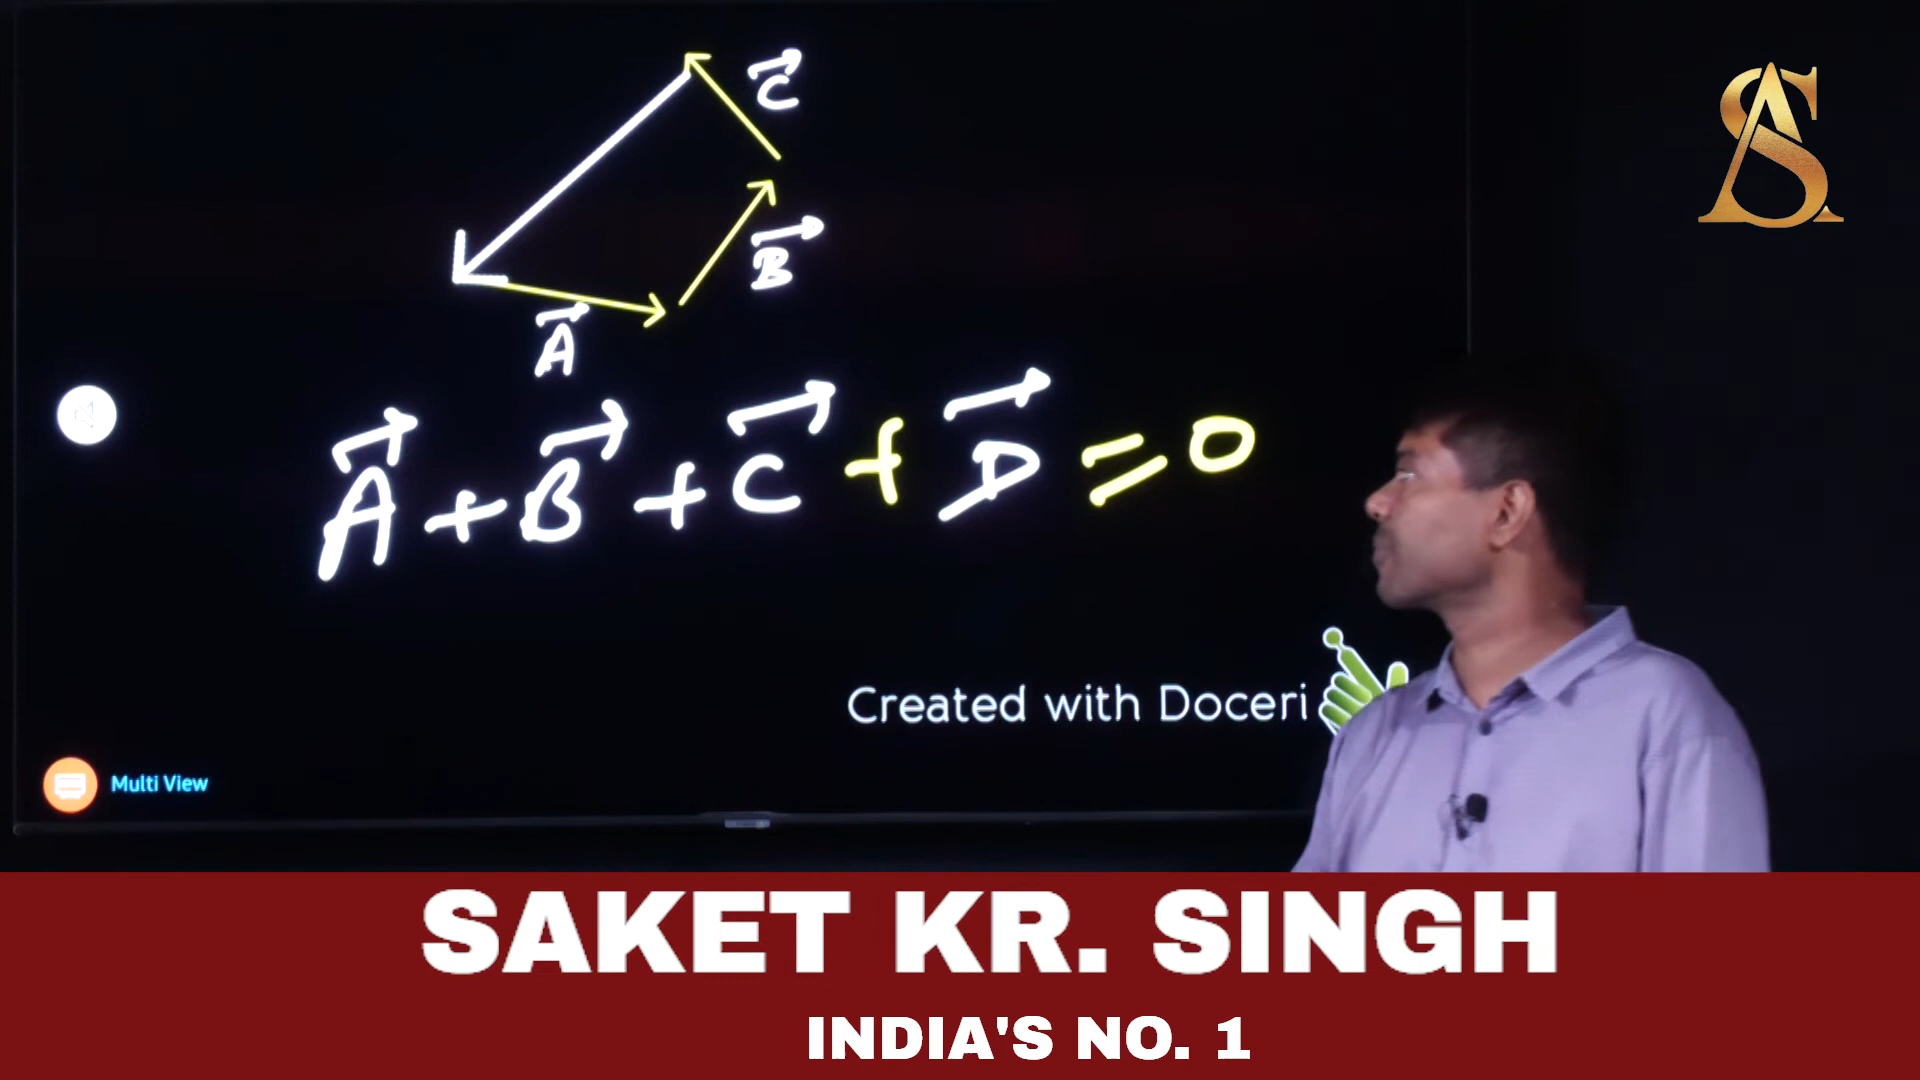 C⃗
B⃗
A⃗
A⃗ + B⃗ + C⃗ + D⃗ = 0
Created with Doceri
Multi View
SAKET KR. SINGH
INDIA'S NO. 1